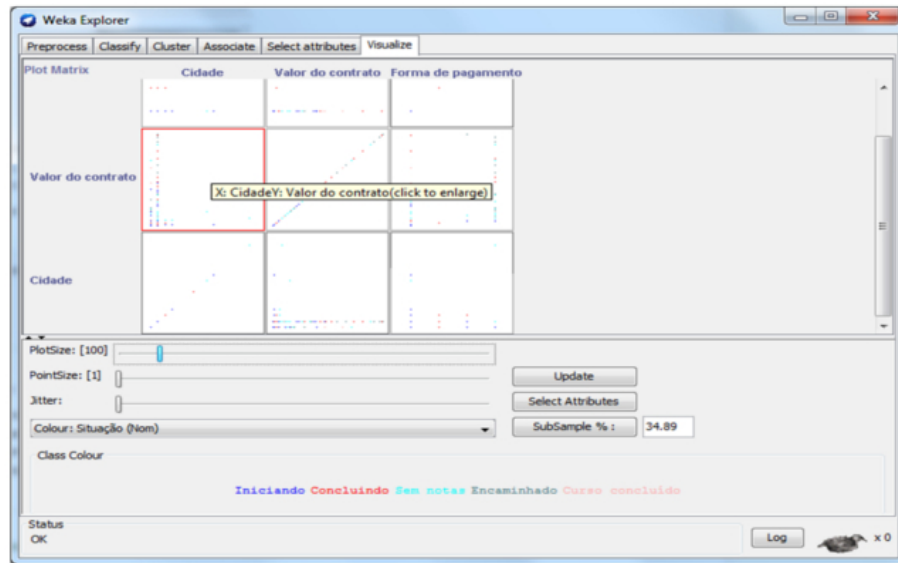 Weka Explorer
Preprocess Classify Cluster Associate Select attributes Visualize
Plot Matrix Cidade Valor do contrato Forma de pagamento
Valor do contrato
X: CidadeY: Valor do contrato(click to enlarge)
Cidade
PlotSize: [100]
PointSize: [1] Update
Jitter: Select Attributes
Colour: Situação (Nom) SubSample % : 34.89
Class Colour
Iniciando Concluindo Sem notas Encaminhado Curso concluído
Status
OK Log x 0